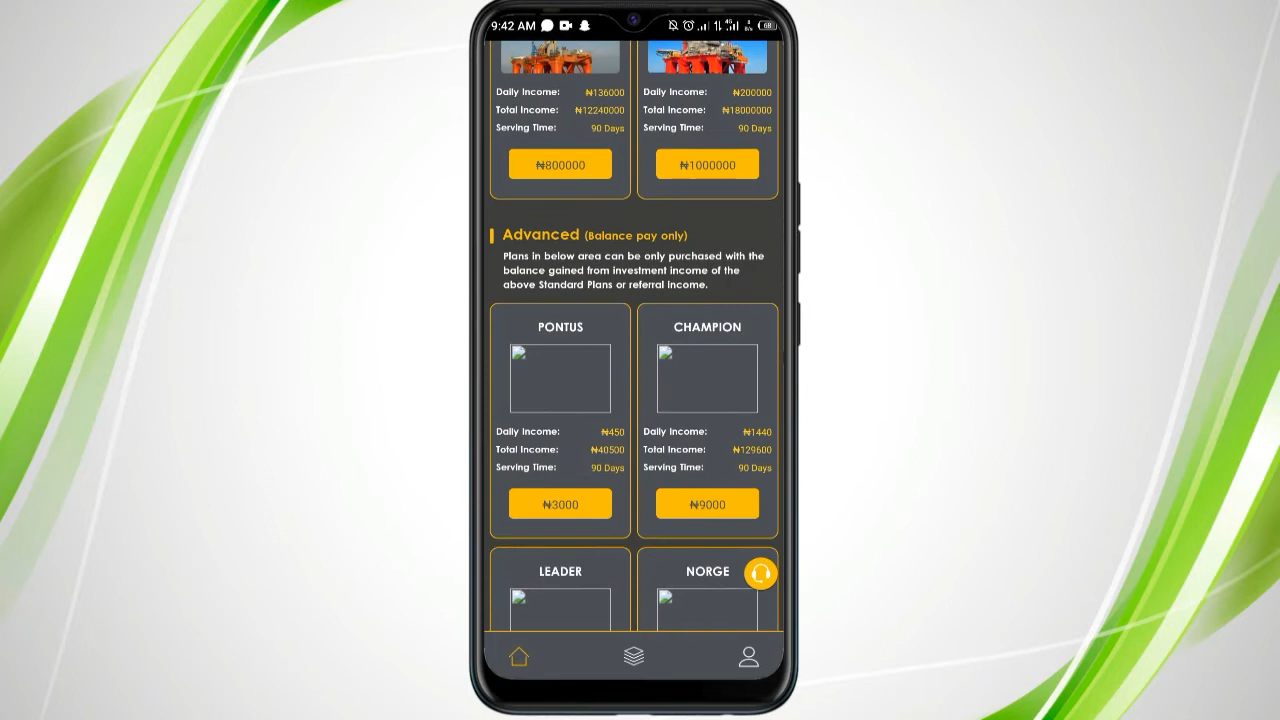 9:42 AM
4G
68
Daily Income: ₦136000
Total Income: ₦12240000
Serving Time: 90 Days
₦800000
Daily Income: ₦200000
Total Income: ₦18000000
Serving Time: 90 Days
₦1000000
Advanced (Balance pay only)
Plans in below area can be only purchased with the
balance gained from investment income of the
above Standard Plans or referral income.
PONTUS
Daily Income: ₦450
Total Income: ₦40500
Serving Time: 90 Days
₦3000
CHAMPION
Daily Income: ₦1440
Total Income: ₦129600
Serving Time: 90 Days
₦9000
LEADER
NORGE